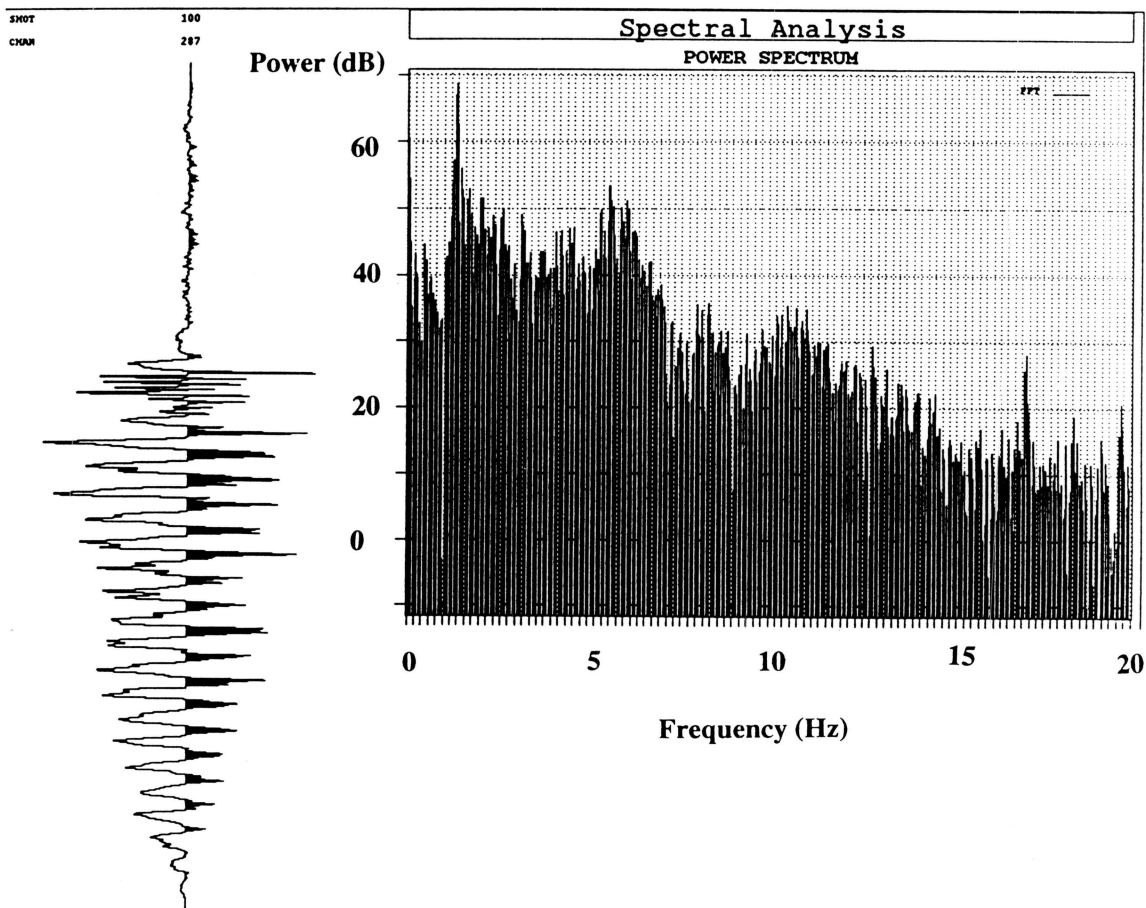 SHOT 100
CHAN 207
Spectral Analysis
POWER SPECTRUM
Power (dB)
FFT
60
40
20
0
0 5 10 15 20
Frequency (Hz)